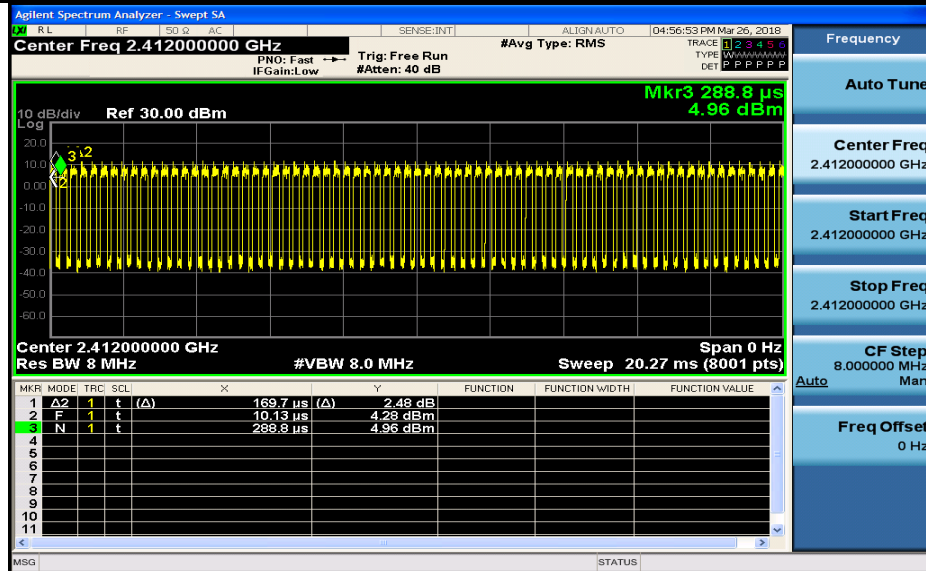 Agilent Spectrum Analyzer - Swept SA
LXI RL RF 50 Ω AC SENSE:INT ALIGN AUTO 04:56:53 PM Mar 26, 2018
Center Freq 2.412000000 GHz
PNO: Fast
IFGain:Low
Trig: Free Run
#Atten: 40 dB
#Avg Type: RMS
TRACE 1 2 3 4 5 6
TYPE WWWWWW
DET P P P P P P
Mkr3 288.8 µs
4.96 dBm
10 dB/div Ref 30.00 dBm
Log
20.0
10.0
0.00
-10.0
-20.0
-30.0
-40.0
-50.0
-60.0
3
Δ2
2
Center 2.412000000 GHz Span 0 Hz
Res BW 8 MHz #VBW 8.0 MHz Sweep 20.27 ms (8001 pts)
MKR MODE TRC SCL X Y FUNCTION FUNCTION WIDTH FUNCTION VALUE
1 Δ2 1 t (Δ) 169.7 µs (Δ) 2.48 dB
2 F 1 t 10.13 µs 4.28 dBm
3 N 1 t 288.8 µs 4.96 dBm
4
5
6
7
8
9
10
11
MSG STATUS
Frequency
Auto Tune
Center Freq
2.412000000 GHz
Start Freq
2.412000000 GHz
Stop Freq
2.412000000 GHz
CF Step
8.000000 MHz
Auto Man
Freq Offset
0 Hz